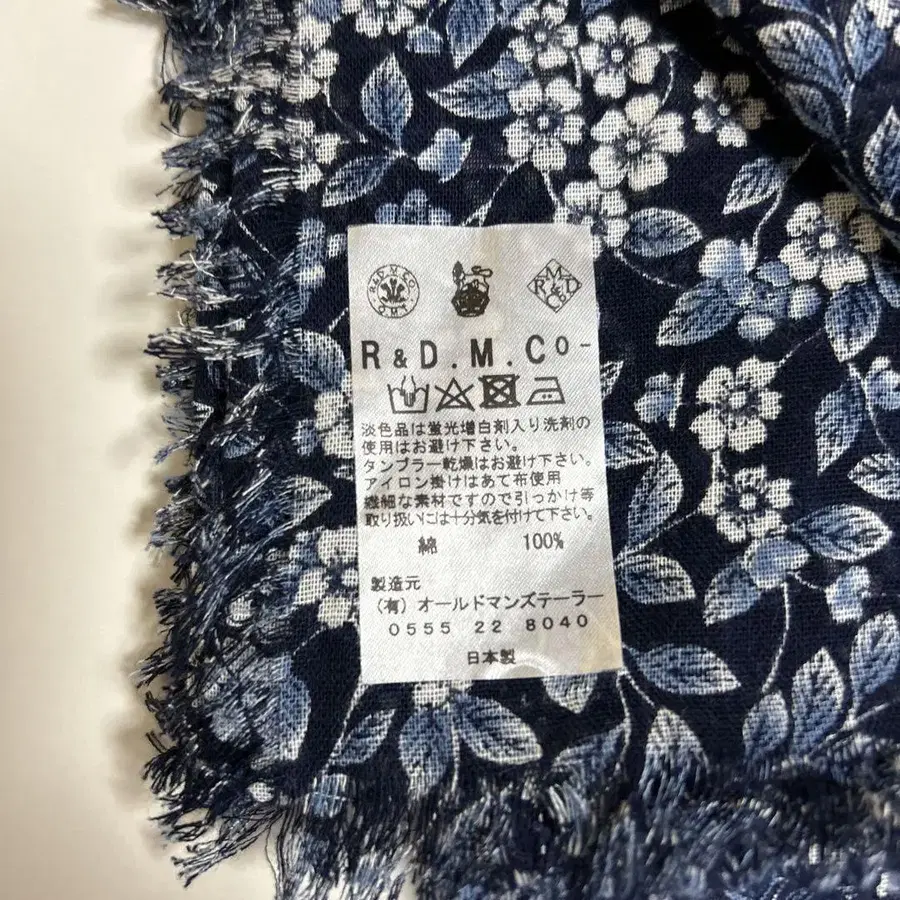 R&D.M.CO.
O.M.T.
M
R&D
Co
R&D.M.Co-
淡色品は蛍光増白剤入り洗剤の
使用はお避け下さい。
タンブラー乾燥はお避け下さい。
アイロン掛けはあて布使用
繊細な素材ですので引っかけ等
取り扱いには十分気を付けて下さい。
綿 100%
製造元
(有)オールドマンズテーラー
0555 22 8040
日本製